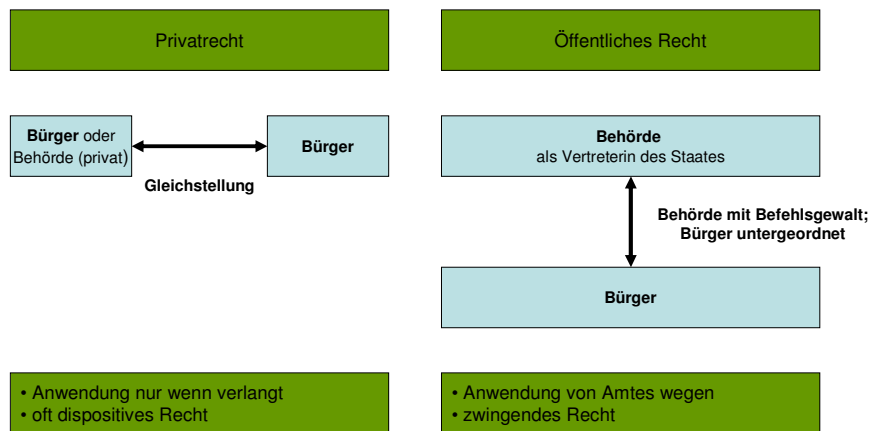 Privatrecht
Bürger oder
Behörde (privat)
Bürger
Gleichstellung
• Anwendung nur wenn verlangt
• oft dispositives Recht
Öffentliches Recht
Behörde
als Vertreterin des Staates
Behörde mit Befehlsgewalt;
Bürger untergeordnet
Bürger
• Anwendung von Amtes wegen
• zwingendes Recht